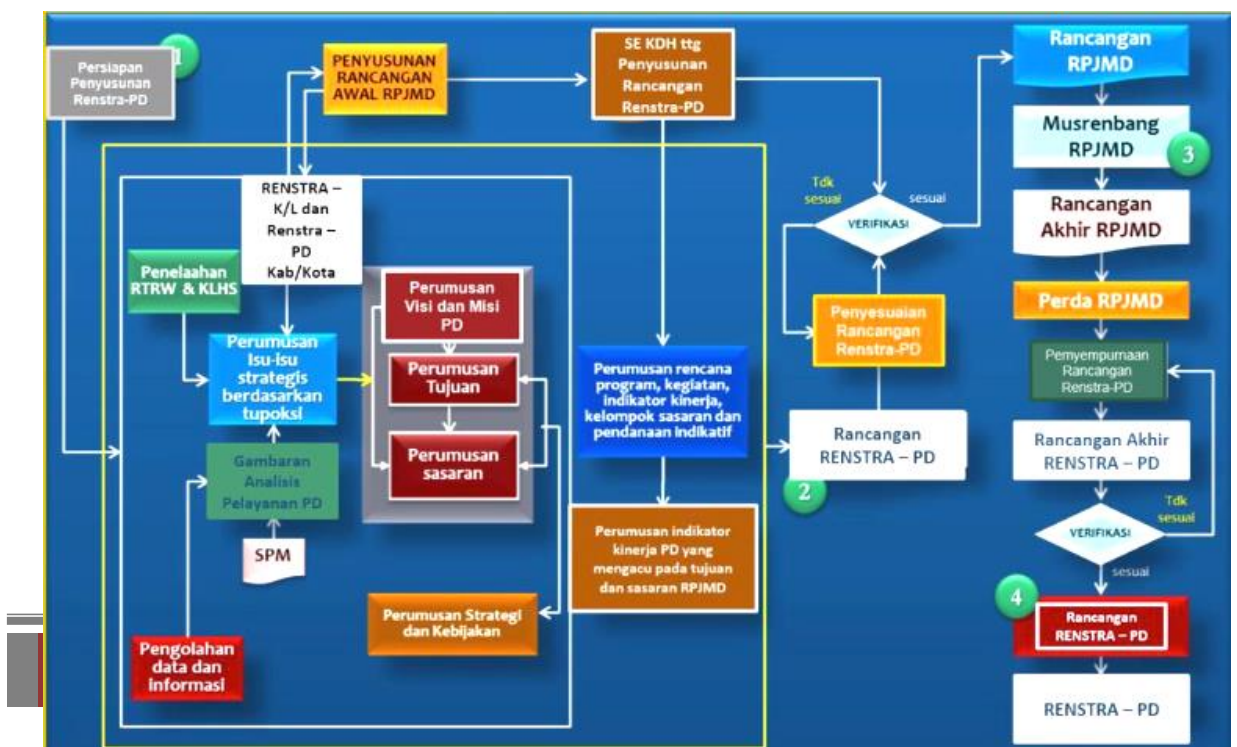 1
Persiapan
Penyusunan
Renstra-PD
PENYUSUNAN
RANCANGAN
AWAL RPJMD
SE KDH ttg
Penyusunan
Rancangan
Renstra-PD
RENSTRA –
K/L dan
Renstra –
PD
Kab/Kota
Penelaahan
RTRW & KLHS
Perumusan
Isu-isu
strategis
berdasarkan
tupoksi
Gambaran
Analisis
Pelayanan PD
SPM
Pengolahan
data dan
informasi
Perumusan
Visi dan Misi
PD
Perumusan
Tujuan
Perumusan
sasaran
Perumusan Strategi
dan Kebijakan
Perumusan rencana
program, kegiatan,
indikator kinerja,
kelompok sasaran dan
pendanaan indikatif
Perumusan indikator
kinerja PD yang
mengacu pada tujuan
dan sasaran RPJMD
Tdk
sesuai
sesuai
VERIFIKASI
Penyesuaian
Rancangan
Renstra-PD
Rancangan
RENSTRA – PD
2
Rancangan
RPJMD
Musrenbang
RPJMD
3
Rancangan
Akhir RPJMD
Perda RPJMD
Pemyempurnaan
Rancangan
Renstra-PD
Rancangan Akhir
RENSTRA – PD
Tdk
sesuai
VERIFIKASI
sesuai
4
Rancangan
RENSTRA – PD
RENSTRA – PD